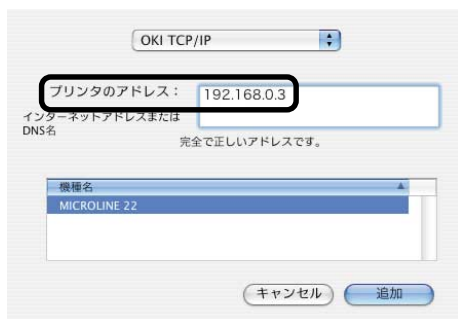 OKI TCP/IP
プリンタのアドレス： 192.168.0.3
インターネットアドレスまたは
DNS名
完全で正しいアドレスです。
機種名
MICROLINE 22
キャンセル 追加